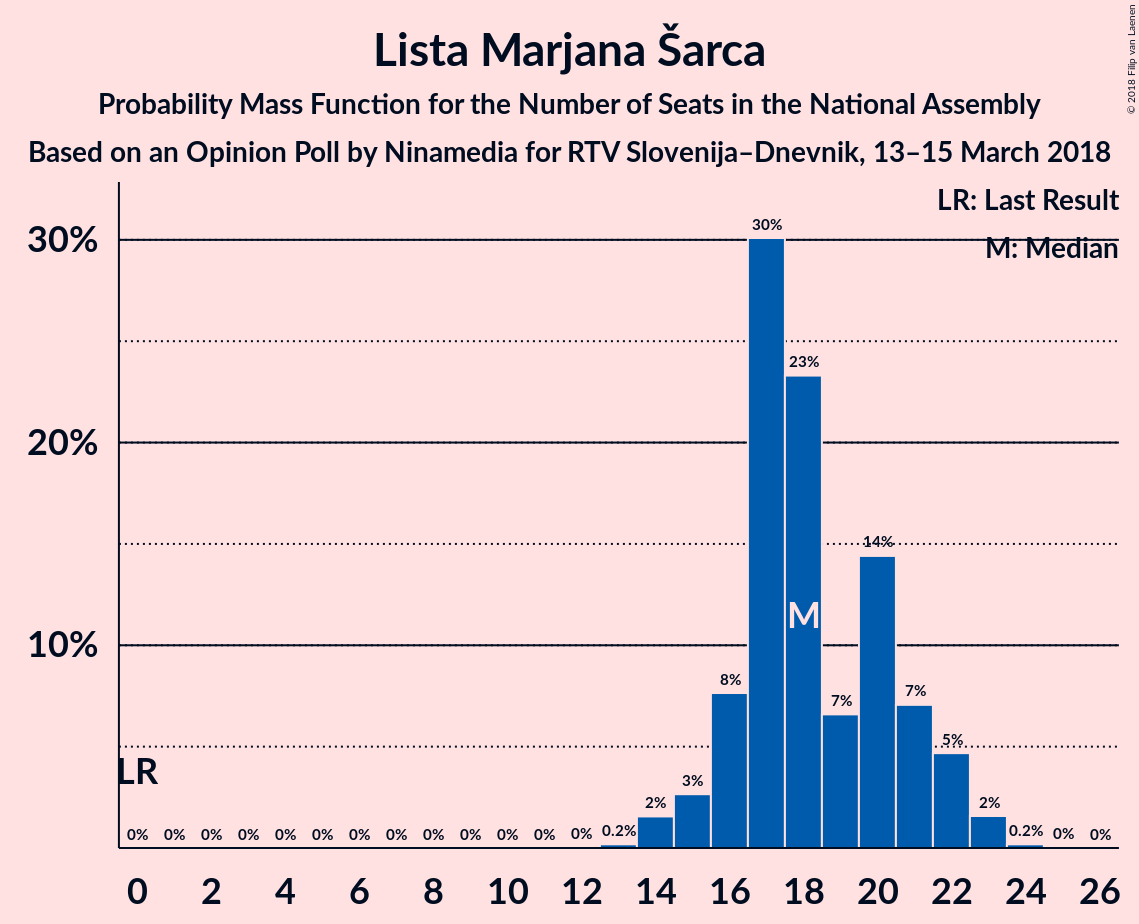 Lista Marjana Šarca
Probability Mass Function for the Number of Seats in the National Assembly
Based on an Opinion Poll by Ninamedia for RTV Slovenija–Dnevnik, 13–15 March 2018
© 2018 Filip van Laenen
LR: Last Result
M: Median
30%
20%
10%
30%
23%
14%
M
8%
7%
7%
5%
LR
3%
2%
2%
0% 0% 0% 0% 0% 0% 0% 0% 0% 0% 0% 0% 0% 0.2% 0.2% 0% 0%
0 2 4 6 8 10 12 14 16 18 20 22 24 26